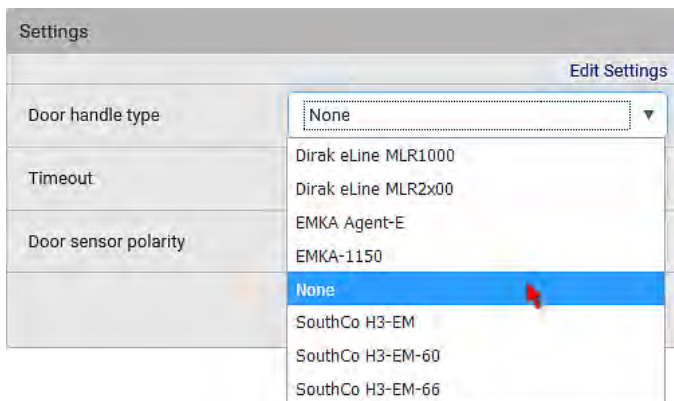 Settings
Edit Settings
Door handle type
None
Dirak eLine MLR1000
Timeout
Dirak eLine MLR2x00
EMKA Agent-E
Door sensor polarity
EMKA-1150
None
SouthCo H3-EM
SouthCo H3-EM-60
SouthCo H3-EM-66